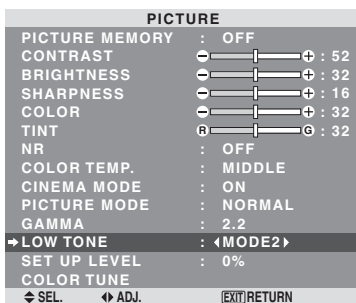 PICTURE
PICTURE MEMORY : OFF
CONTRAST : 52
BRIGHTNESS : 32
SHARPNESS : 16
COLOR : 32
TINT R G : 32
NR : OFF
COLOR TEMP. : MIDDLE
CINEMA MODE : ON
PICTURE MODE : NORMAL
GAMMA : 2.2
LOW TONE : MODE2
SET UP LEVEL : 0%
COLOR TUNE
SEL. ADJ. EXIT RETURN